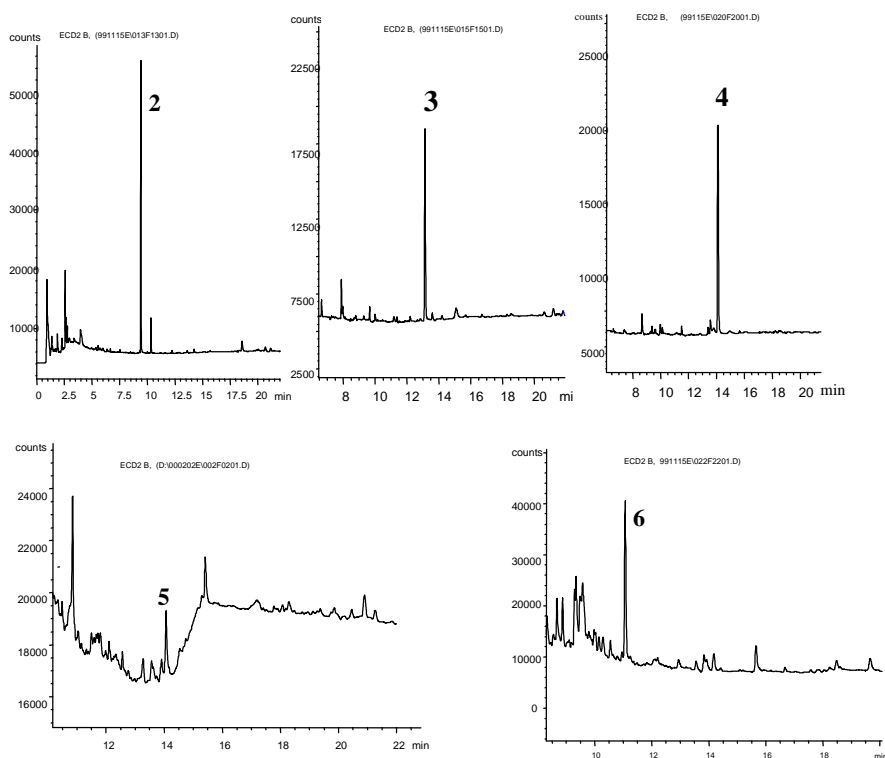 counts
ECD2 B, (991115E\013F1301.D)
50000
40000
30000
20000
10000
2
0 2.5 5 7.5 10 12.5 15 17.5 20 min
counts
ECD2 B, (991115E\015F1501.D)
22500
17500
12500
7500
2500
3
8 10 12 14 16 18 20 mi
counts
ECD2 B, (99115E\020F2001.D)
25000
20000
15000
10000
5000
4
8 10 12 14 16 18 20 min
counts
ECD2 B, (D:\000202E\002F0201.D)
24000
22000
20000
18000
16000
5
12 14 16 18 20 22 min
counts
ECD2 B, 991115E\022F2201.D)
40000
30000
20000
10000
0
6
10 12 14 16 18 min